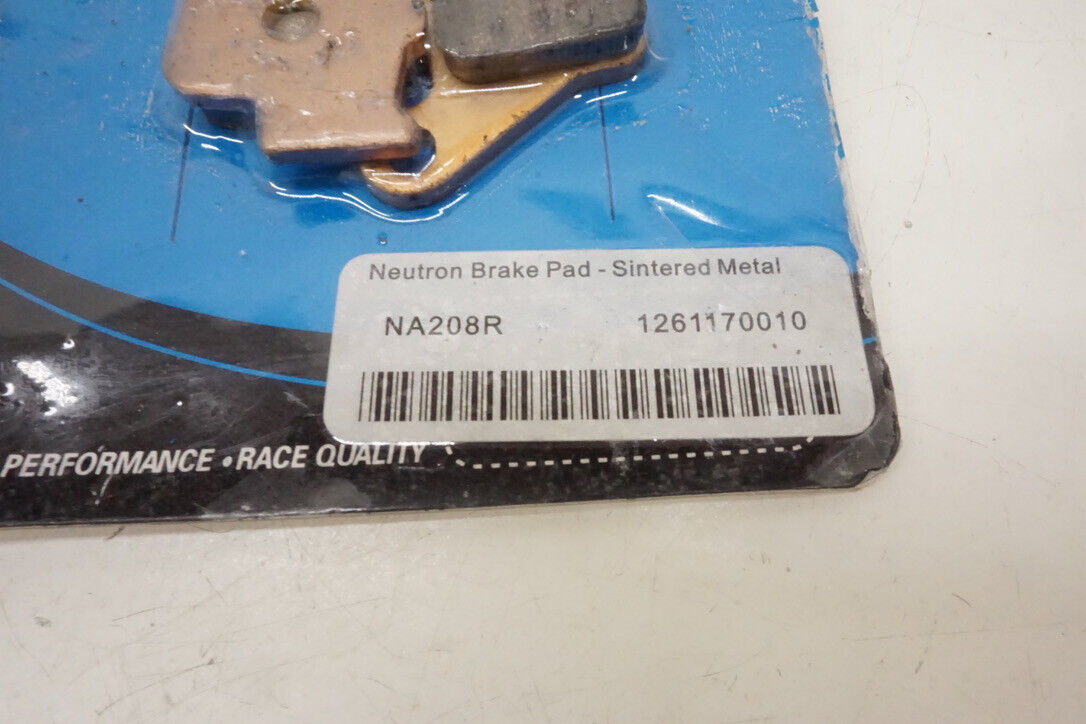 Neutron Brake Pad - Sintered Metal
NA208R 1261170010
PERFORMANCE • RACE QUALITY